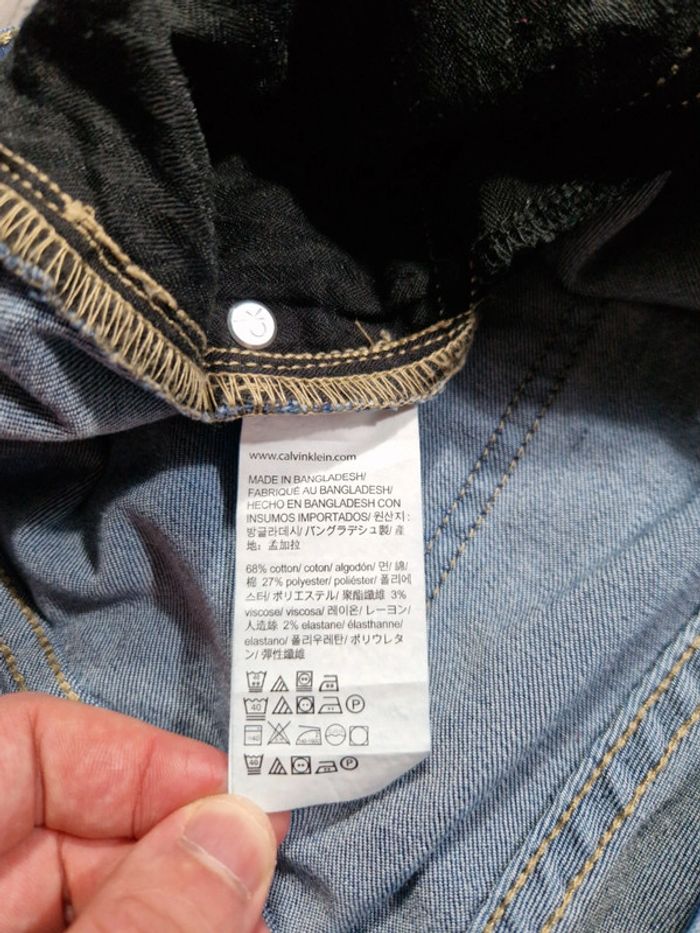 CK
www.calvinklein.com
MADE IN BANGLADESH/
FABRIQUÉ AU BANGLADESH/
HECHO EN BANGLADESH CON
INSUMOS IMPORTADOS/ 원산지 :
방글라데시/ バングラデシュ製/ 產
地: 孟加拉
68% cotton/ coton/ algodón/ 면/ 綿/
棉 27% polyester/ poliéster/ 폴리에
스터/ ポリエステル/ 聚酯纖維 3%
viscose/ viscosa/ 레이온/ レーヨン/
人造絲 2% elastane/ élasthanne/
elastano/ 폴리우레탄/ ポリウレタ
ン/ 彈性纖維
40
40 P
40 P